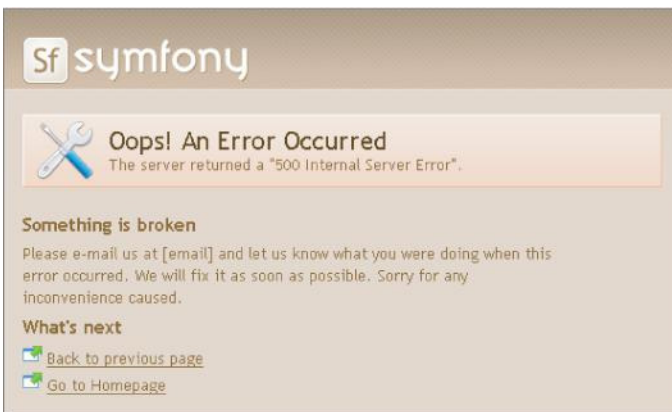 Sf symfony
Oops! An Error Occurred
The server returned a "500 Internal Server Error".
Something is broken
Please e-mail us at [email] and let us know what you were doing when this
error occurred. We will fix it as soon as possible. Sorry for any
inconvenience caused.
What's next
Back to previous page
Go to Homepage